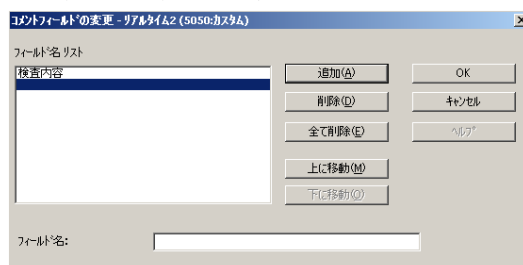 ｺﾒﾝﾄﾌｨｰﾙﾄﾞの変更 - ﾘｱﾙﾀｲﾑ2 (5050:ｶｽﾀﾑ)
ﾌｨｰﾙﾄﾞ名 ﾘｽﾄ
検査内容
追加(A)
OK
削除(D)
ｷｬﾝｾﾙ
全て削除(E)
ﾍﾙﾌﾟ
上に移動(M)
下に移動(O)
ﾌｨｰﾙﾄﾞ名: